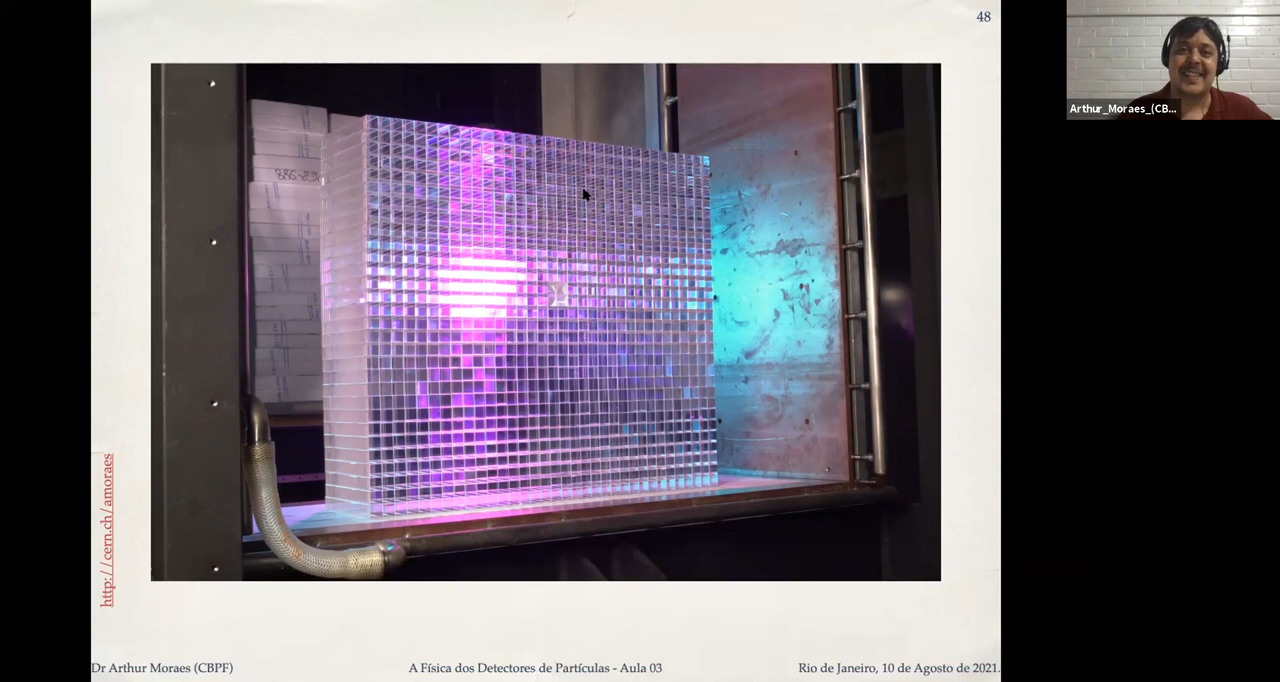 48
Arthur_Moraes_(CB...
http://cern.ch/amoraes
Dr Arthur Moraes (CBPF)
A Física dos Detectores de Partículas - Aula 03
Rio de Janeiro, 10 de Agosto de 2021.